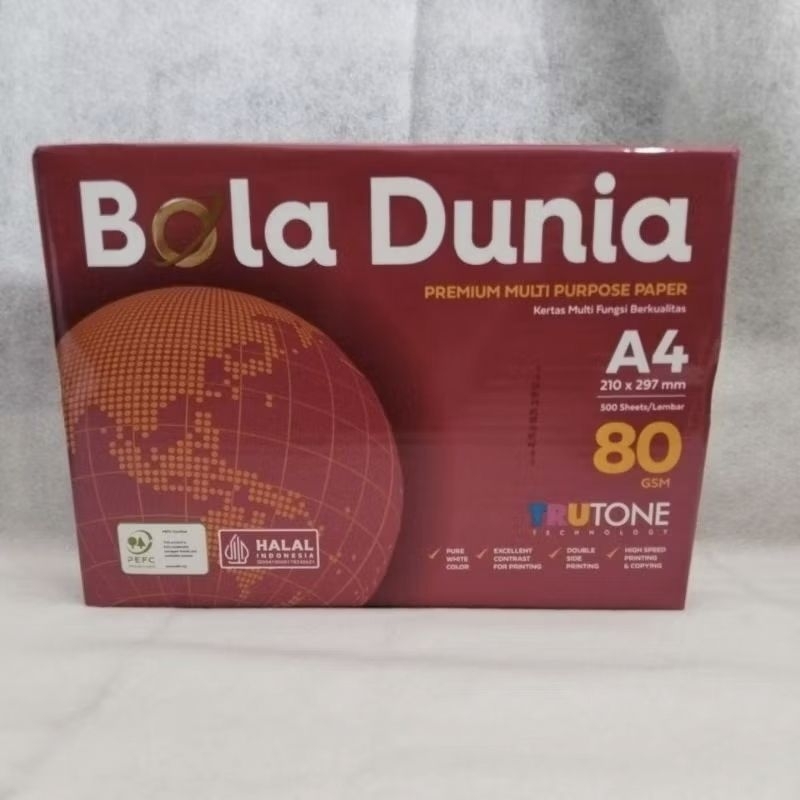 Bola Dunia
PREMIUM MULTI PURPOSE PAPER
Kertas Multi Fungsi Berkualitas
A4
210 x 297 mm
500 Sheets/Lembar
80
GSM
TRUTONE
TECHNOLOGY
PURE WHITE COLOR
EXCELLENT CONTRAST FOR PRINTING
DOUBLE SIDE PRINTING
HIGH SPEED PRINTING & COPYING
PEFC
HALAL
INDONESIA